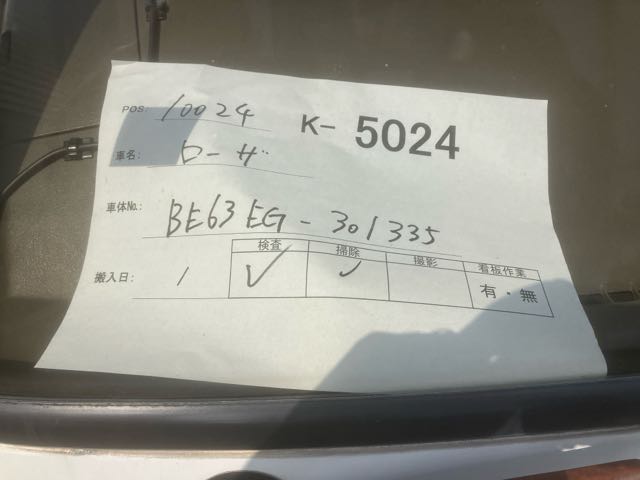 POS: 10024
K-5024
車名: ローザ
車体No.: BE63EG-301335
検査 掃除 撮影 看板作業
搬入日: 1 ✓ ✓ 有・無